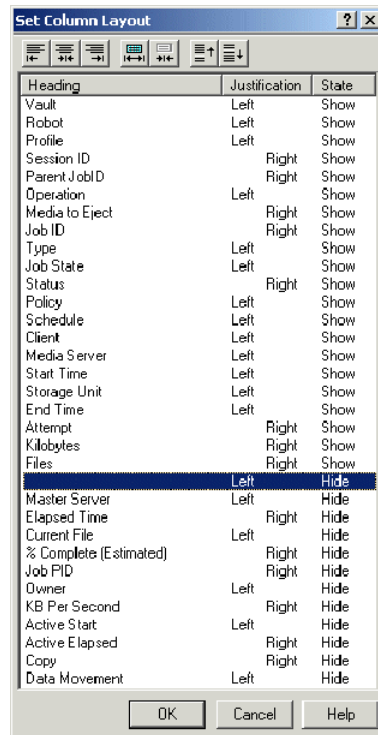 Set Column Layout
Heading Justification State
Vault Left Show
Robot Left Show
Profile Left Show
Session ID Right Show
Parent JobID Right Show
Operation Left Show
Media to Eject Right Show
Job ID Right Show
Type Left Show
Job State Left Show
Status Right Show
Policy Left Show
Schedule Left Show
Client Left Show
Media Server Left Show
Start Time Left Show
Storage Unit Left Show
End Time Left Show
Attempt Right Show
Kilobytes Right Show
Files Right Show
Left Hide
Master Server Left Hide
Elapsed Time Right Hide
Current File Left Hide
% Complete (Estimated) Right Hide
Job PID Right Hide
Owner Left Hide
KB Per Second Right Hide
Active Start Left Hide
Active Elapsed Right Hide
Copy Right Hide
Data Movement Left Hide
OK Cancel Help